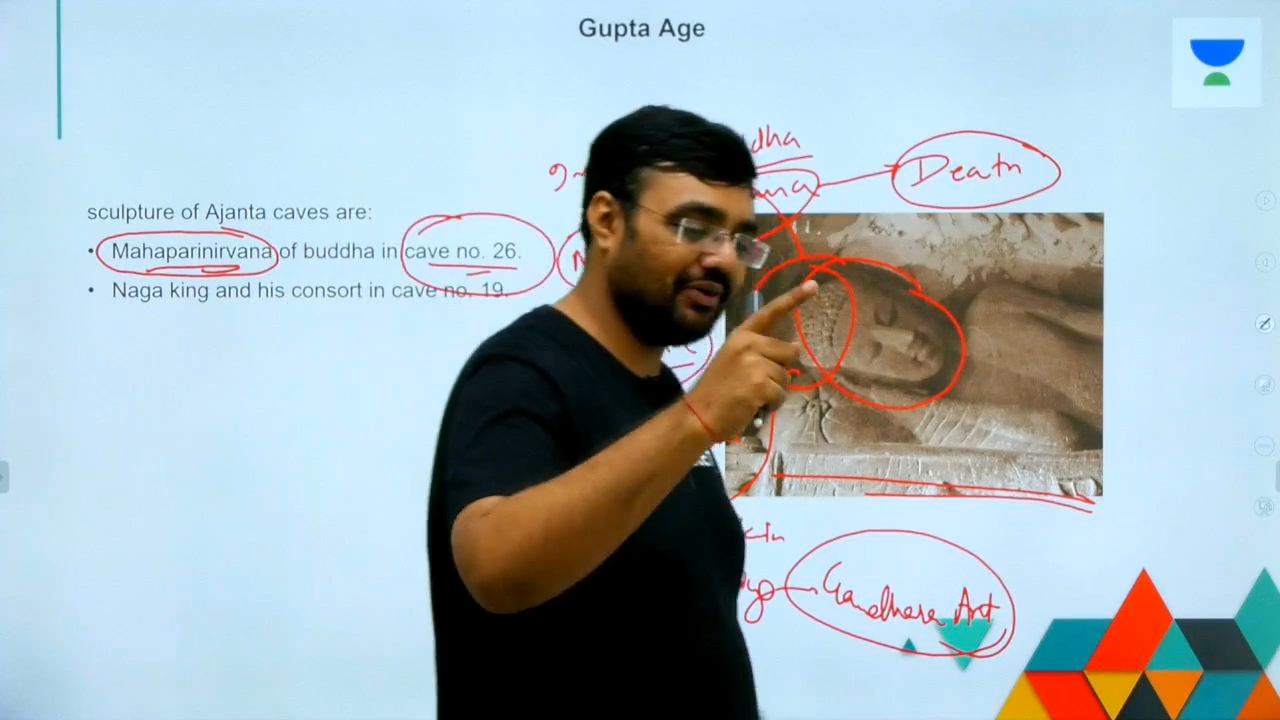 Gupta Age
dha
Death
sculpture of Ajanta caves are:
• Mahaparinirvana of buddha in cave no. 26.
• Naga king and his consort in cave no. 19.
Gandhara Art